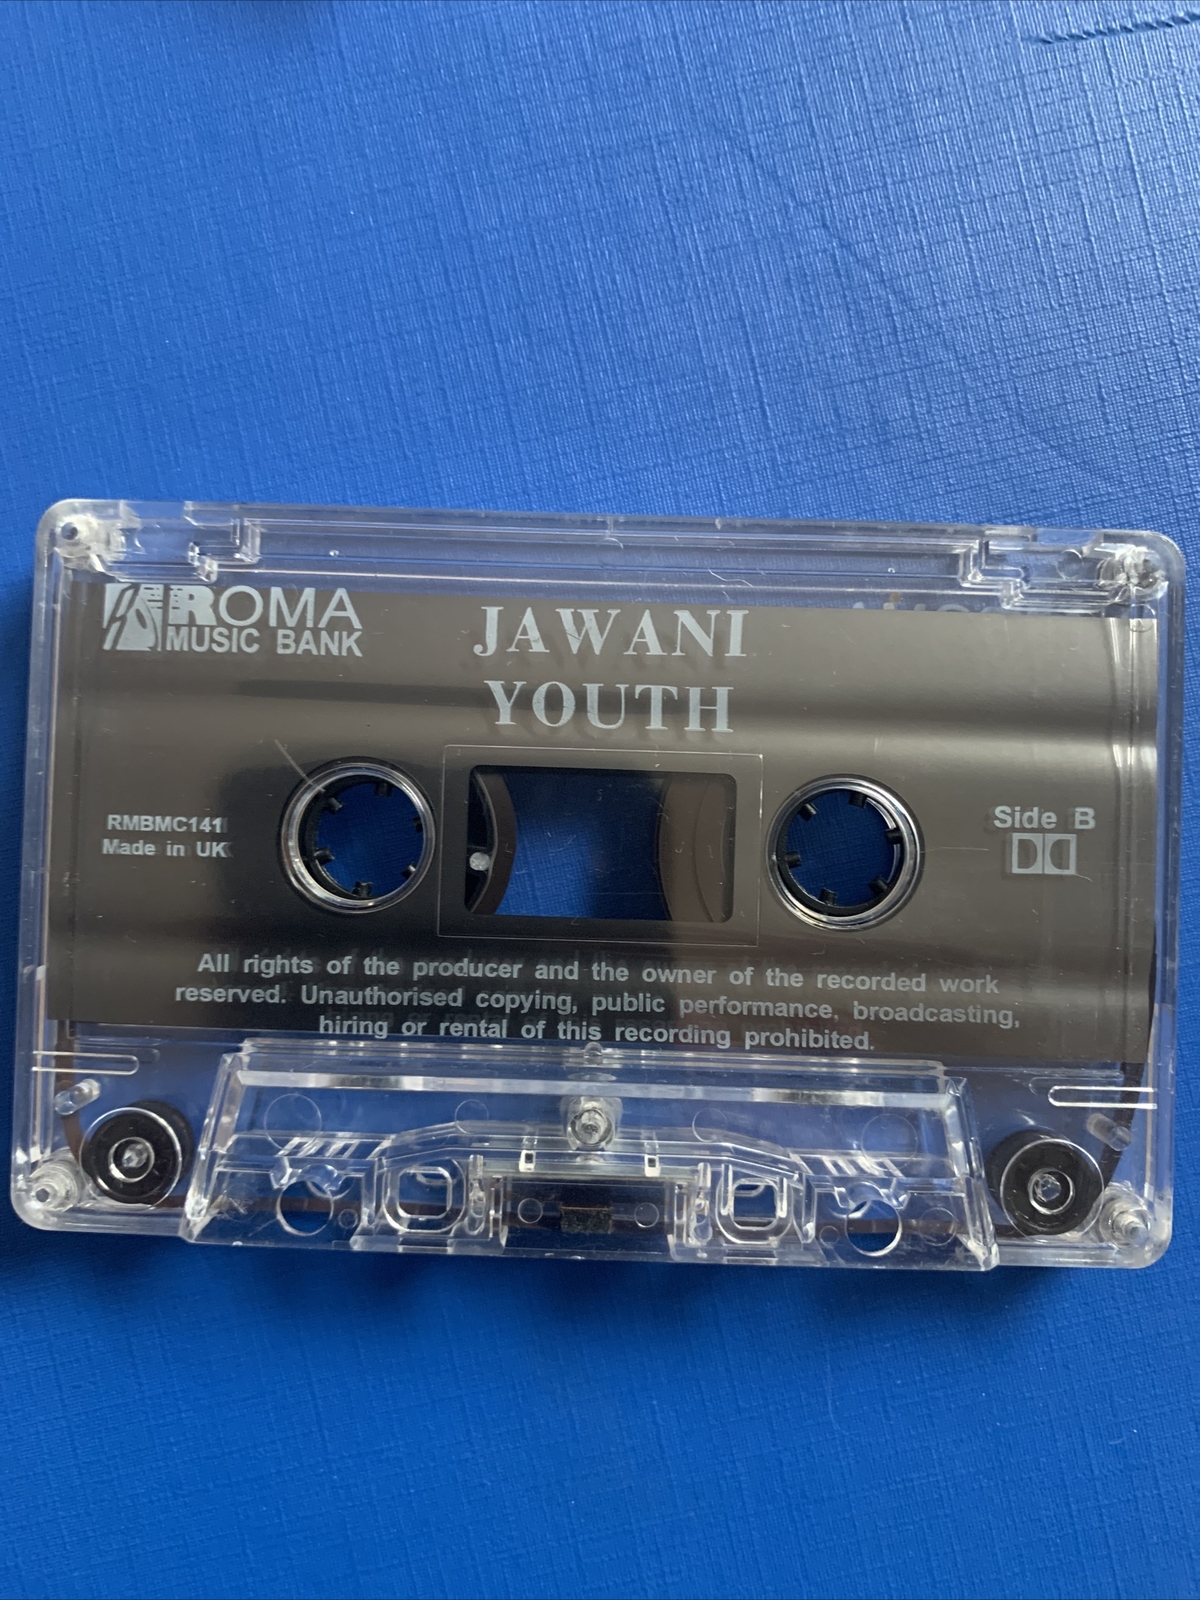 ROMA
MUSIC BANK
JAWANI
YOUTH
RMBMC141
Made in UK
Side B
All rights of the producer and the owner of the recorded work
reserved. Unauthorised copying, public performance, broadcasting,
hiring or rental of this recording prohibited.